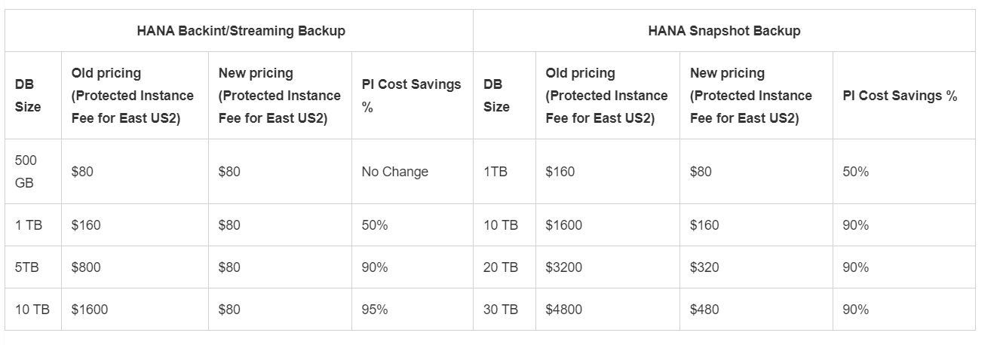 HANA Backint/Streaming Backup
HANA Snapshot Backup
DB
Size
Old pricing
(Protected Instance
Fee for East US2)
New pricing
(Protected Instance
Fee for East US2)
PI Cost Savings
%
DB
Size
Old pricing
(Protected Instance
Fee for East US2)
New pricing
(Protected Instance
Fee for East US2)
PI Cost Savings %
500
GB
$80
$80
No Change
1TB
$160
$80
50%
1 TB
$160
$80
50%
10 TB
$1600
$160
90%
5TB
$800
$80
90%
20 TB
$3200
$320
90%
10 TB
$1600
$80
95%
30 TB
$4800
$480
90%